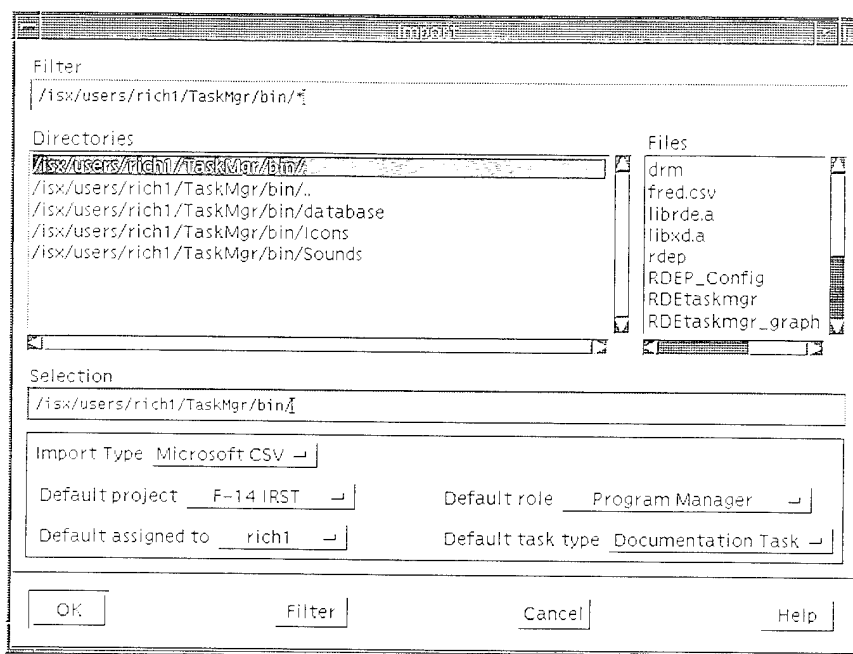 Import
Filter
/isx/users/rich1/TaskMgr/bin/*
Directories
/isx/users/rich1/TaskMgr/bin/.
/isx/users/rich1/TaskMgr/bin/..
/isx/users/rich1/TaskMgr/bin/database
/isx/users/rich1/TaskMgr/bin/Icons
/isx/users/rich1/TaskMgr/bin/Sounds
Files
drm
fred.csv
librde.a
libxd.a
rdep
RDEP_Config
RDEtaskmgr
RDEtaskmgr_graph
Selection
/isx/users/rich1/TaskMgr/bin/
Import Type Microsoft CSV
Default project F-14 IRST Default role Program Manager
Default assigned to rich1 Default task type Documentation Task
OK Filter Cancel Help